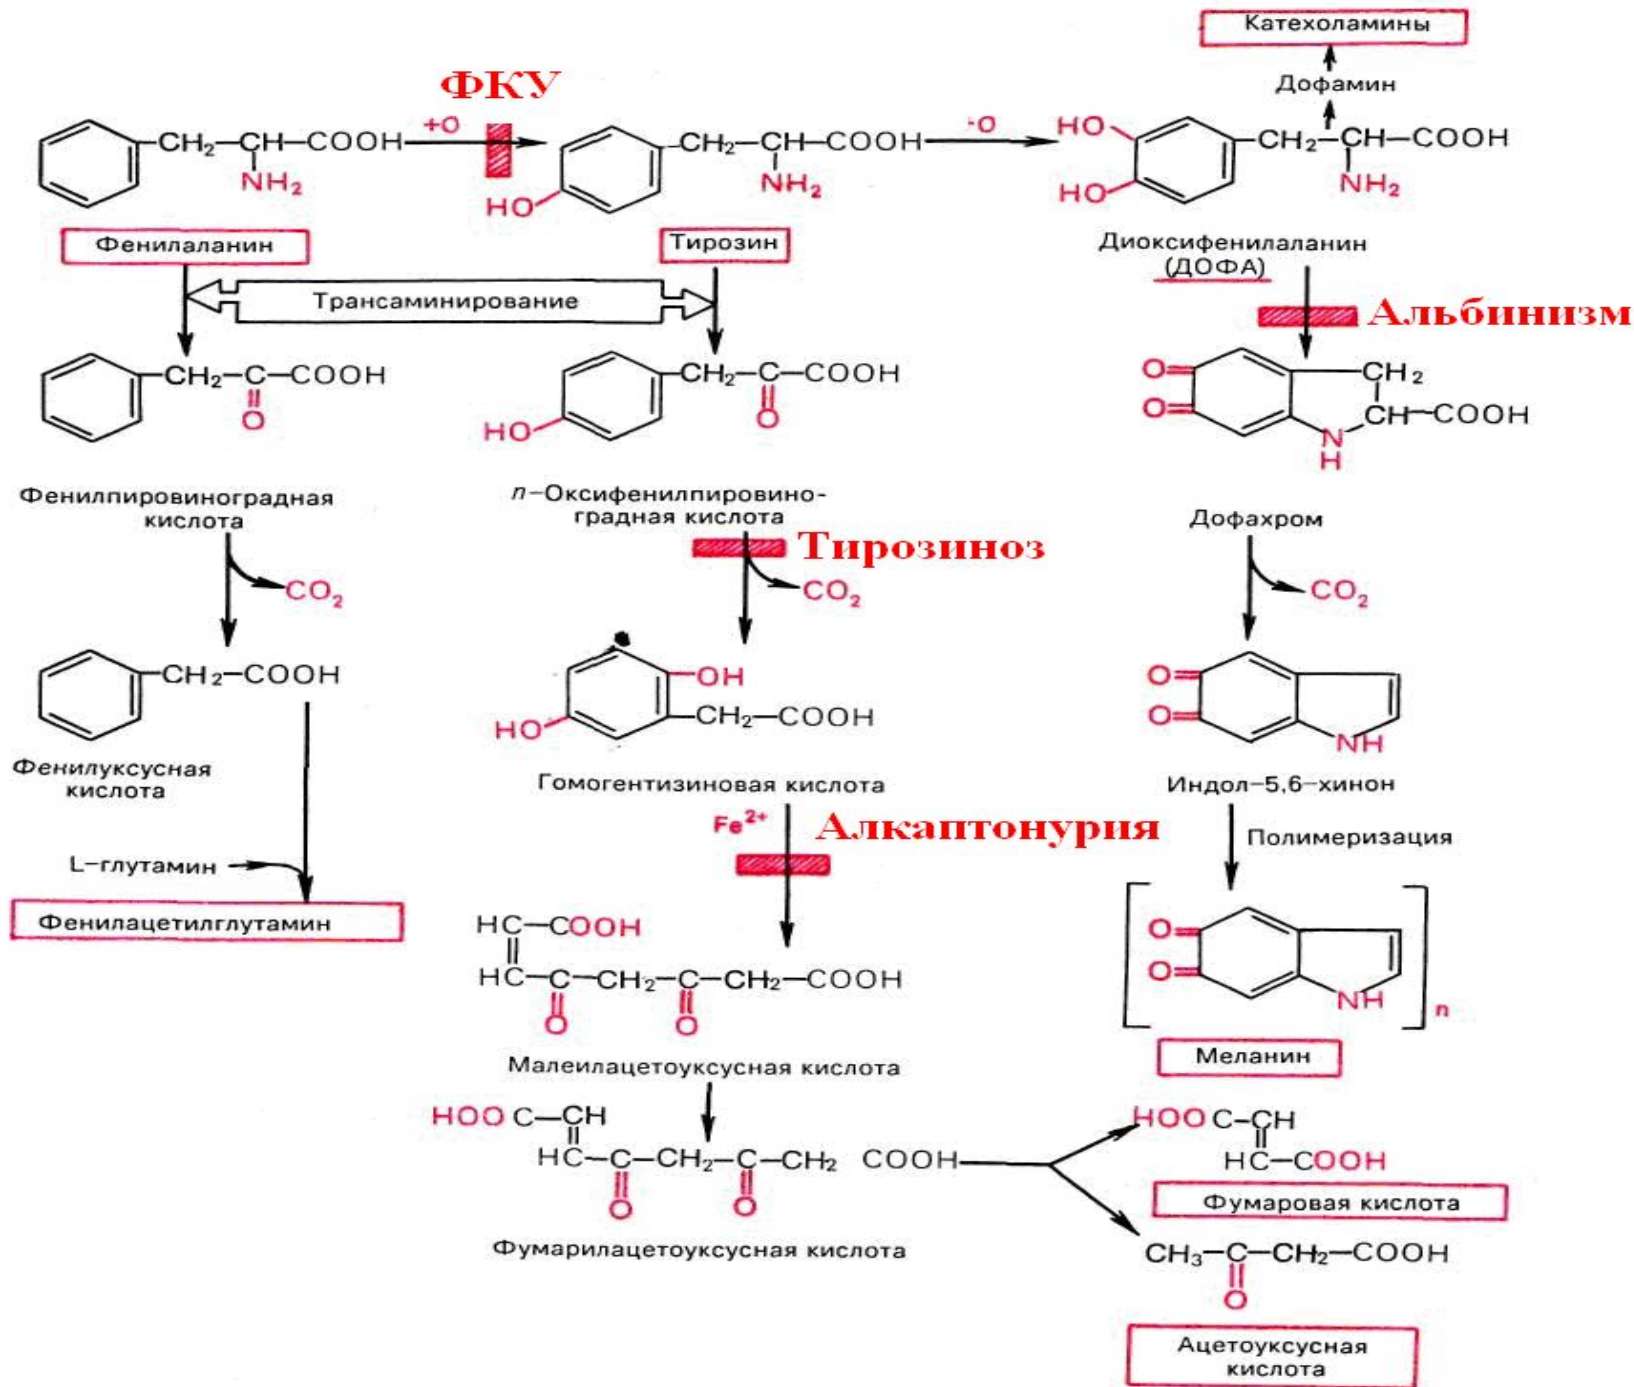 Катехоламины
ФКУ
Дофамин
+О
·О
CH₂—CH—COOH
NH₂
HO
CH₂—CH—COOH
NH₂
HO
HO
CH₂—CH—COOH
NH₂
Фенилаланин
Тирозин
Диоксифенилаланин
(ДОФА)
Трансаминирование
Альбинизм
CH₂—C—COOH
O
HO
CH₂—C—COOH
O
O
O
CH₂
CH—COOH
N
H
Фенилпировиноградная
кислота
п-Оксифенилпировино-
градная кислота
Дофахром
Тирозиноз
CO₂
CO₂
CO₂
CH₂—COOH
OH
HO
CH₂—COOH
O
O
NH
Фенилуксусная
кислота
Гомогентизиновая кислота
Индол-5,6-хинон
Fe²⁺
Алкаптонурия
Полимеризация
L-глутамин
Фенилацетилглутамин
HC—COOH
HC—C—CH₂—C—CH₂—COOH
O
O
O
O
NH
n
Малеилацетоуксусная кислота
Меланин
HOOC—CH
HC—C—CH₂—C—CH₂ COOH
O
O
HOOC—CH
HC—COOH
Фумаровая кислота
Фумарилацетоуксусная кислота
CH₃—C—CH₂—COOH
O
Ацетоуксусная
кислота